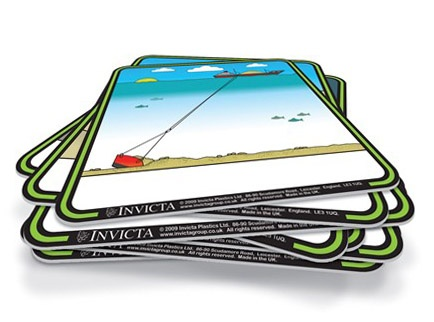 INVICTA
© 2009 Invicta Plastics Ltd. 86-90 Scudamore Road, Leicester. England. LE3 1UQ.
www.invictagroup.co.uk All rights reserved. Made in the UK.
INVICTA
© 2009 Invicta Plastics Ltd. 86-90 Scudamore Road, Leicester. England. LE3 1UQ.
www.invictagroup.co.uk All rights reserved. Made in the UK.